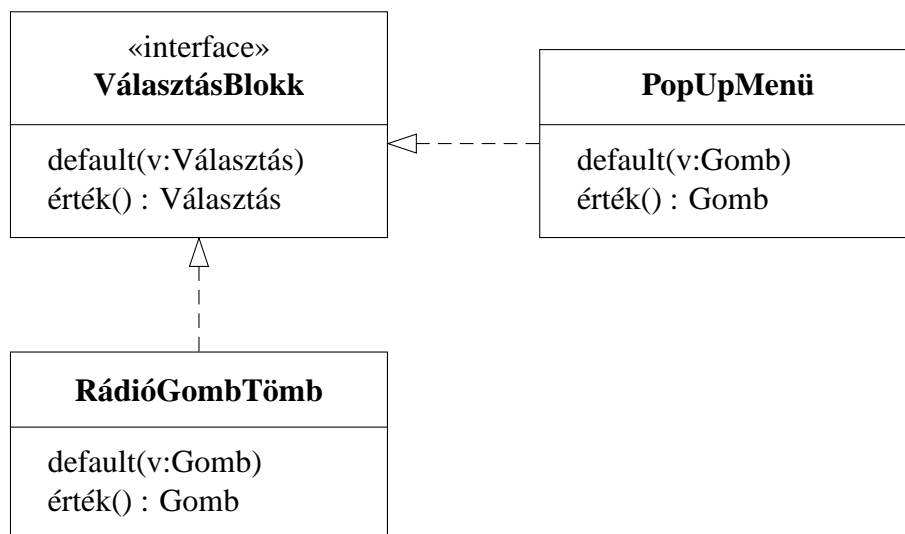 «interface»
VálasztásBlokk
default(v:Választás)
érték() : Választás
PopUpMenü
default(v:Gomb)
érték() : Gomb
RádióGombTömb
default(v:Gomb)
érték() : Gomb